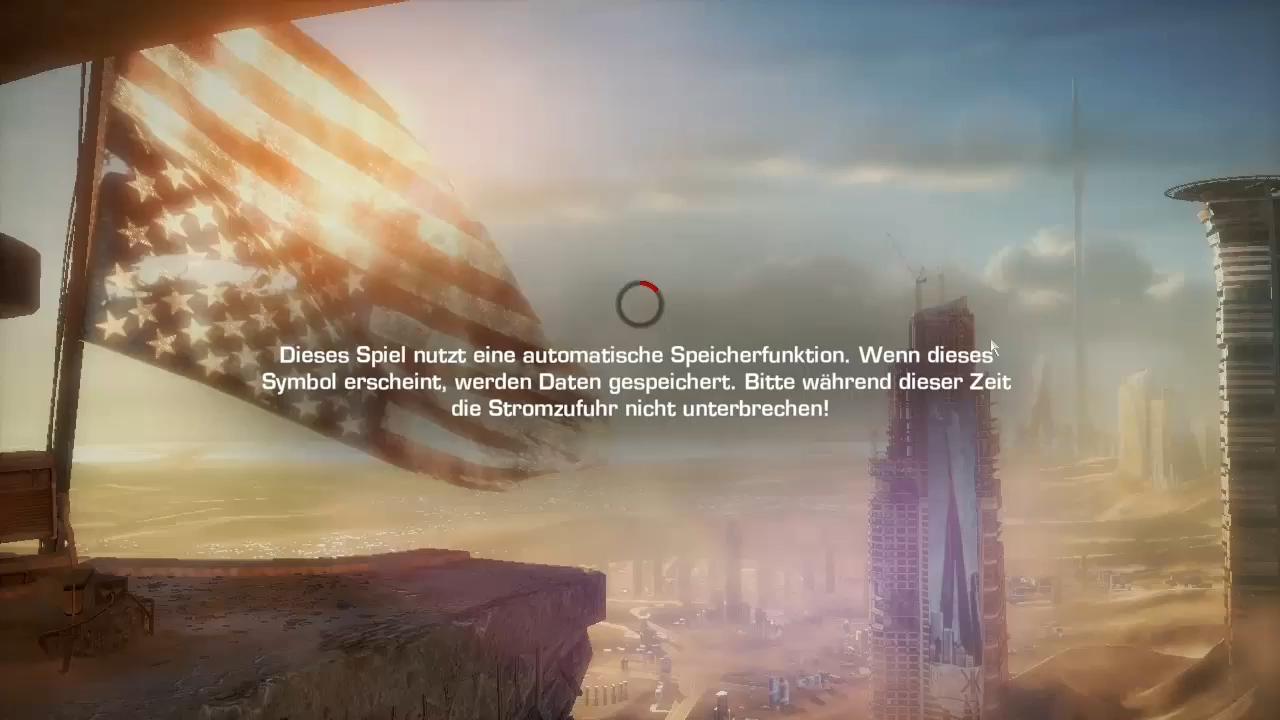 Dieses Spiel nutzt eine automatische Speicherfunktion. Wenn dieses
Symbol erscheint, werden Daten gespeichert. Bitte während dieser Zeit
die Stromzufuhr nicht unterbrechen!